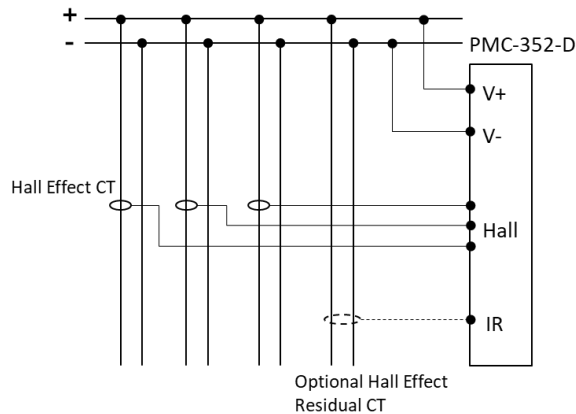 +
-
PMC-352-D
V+
V-
Hall Effect CT
Hall
IR
Optional Hall Effect
Residual CT